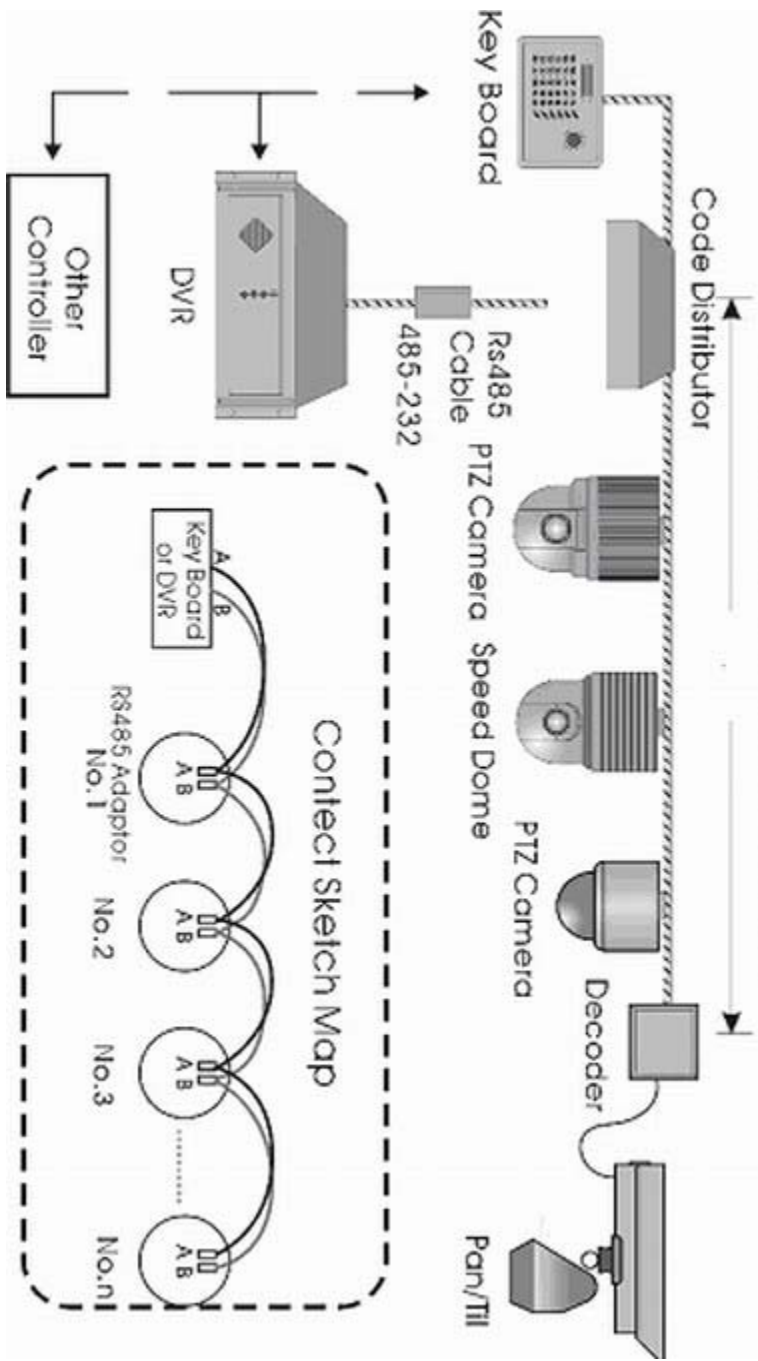 Key Board
Code Distributor
PTZ Camera
Speed Dome
PTZ Camera
Decoder
Pan/Til
Rs485
Cable
485-232
DVR
Other
Controller
Contect Sketch Map
A
B
Key Board
or DVR
A B
A B
A B
A B
RS485 Adaptor
No.1
No.2
No.3
No.n